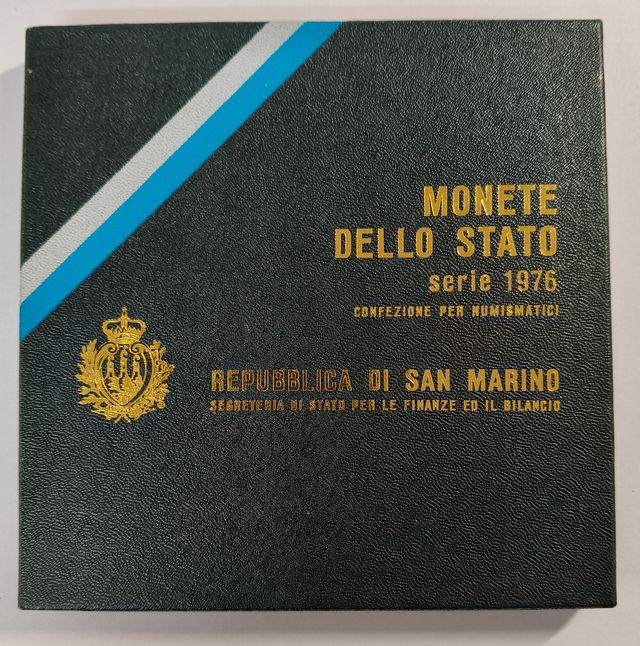 MONETE
DELLO STATO
serie 1976
CONFEZIONE PER NUMISMATICI
REPUBBLICA DI SAN MARINO
SEGRETERIA DI STATO PER LE FINANZE ED IL BILANCIO